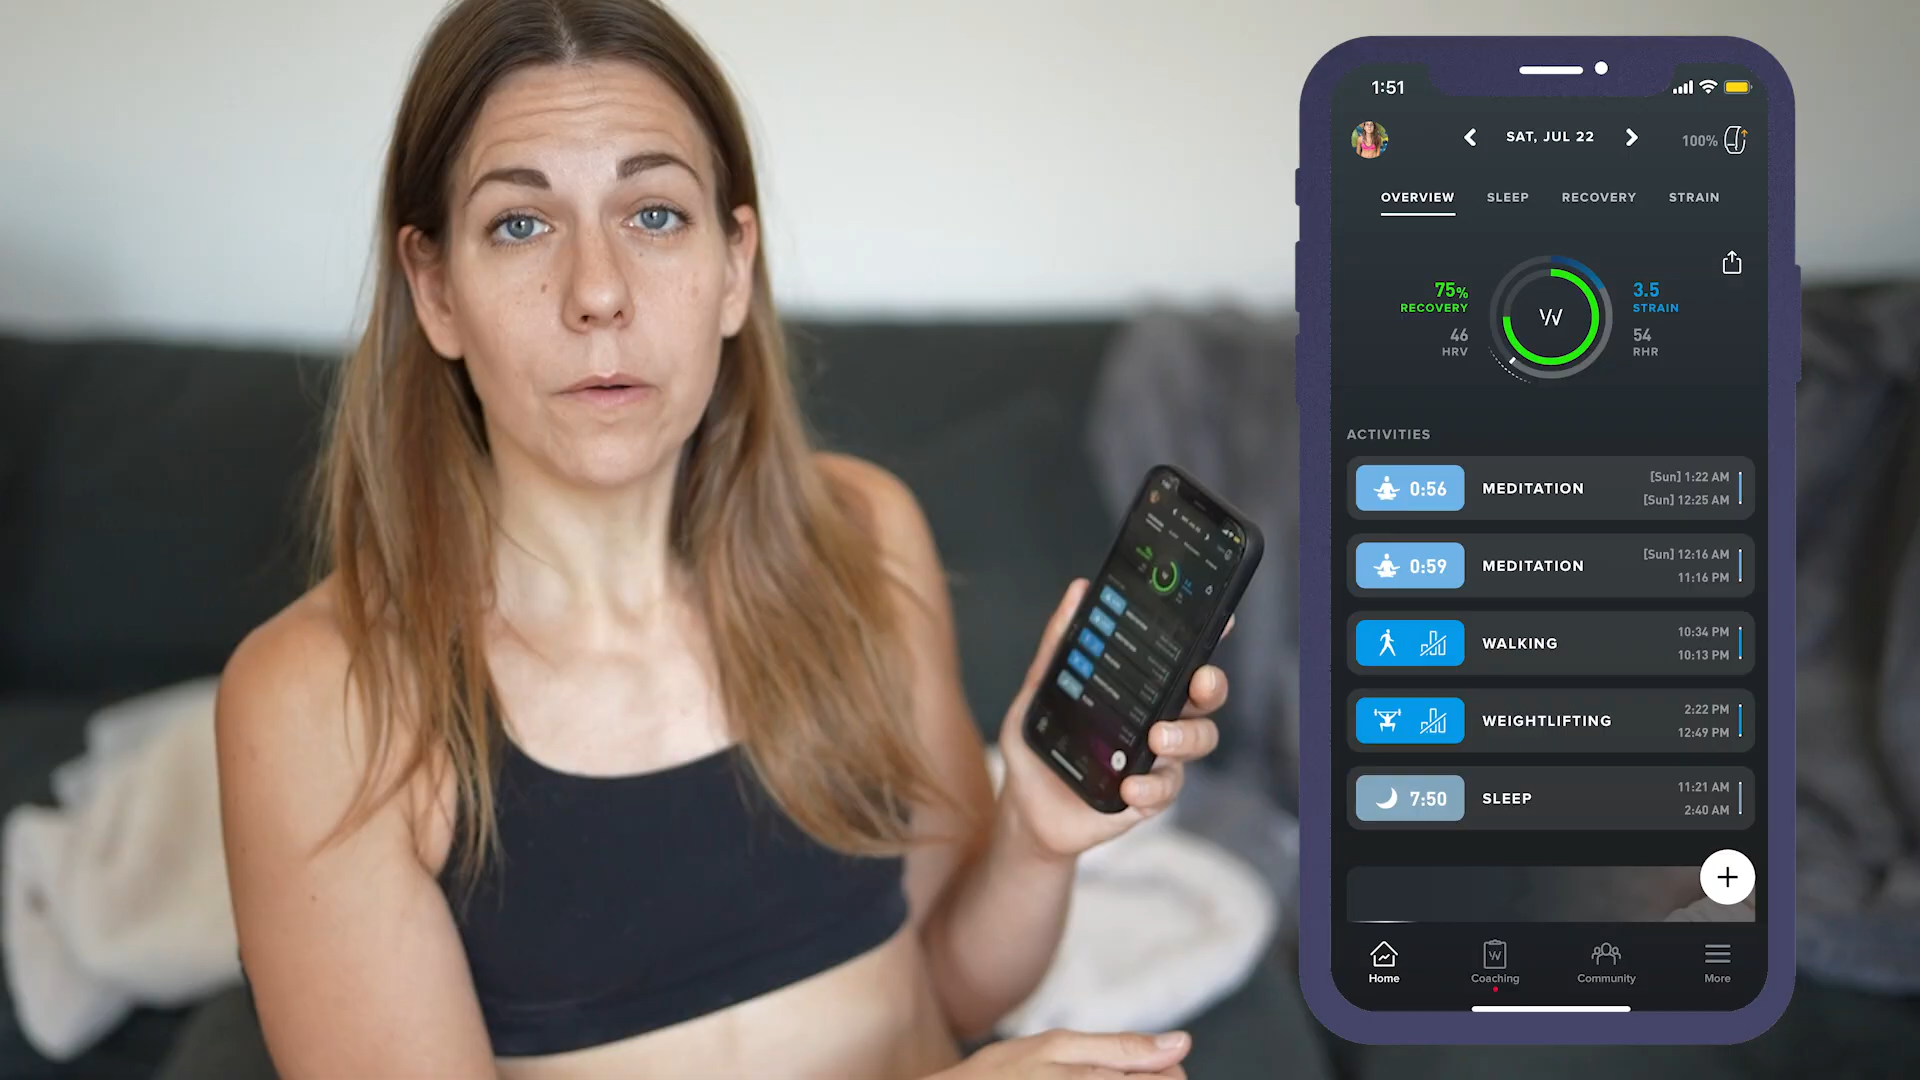 1:51
SAT, JUL 22
100%
OVERVIEW SLEEP RECOVERY STRAIN
75%
RECOVERY
46
HRV
W
3.5
STRAIN
54
RHR
ACTIVITIES
0:56 MEDITATION [Sun] 1:22 AM
[Sun] 12:25 AM
0:59 MEDITATION [Sun] 12:16 AM
11:16 PM
WALKING 10:34 PM
10:13 PM
WEIGHTLIFTING 2:22 PM
12:49 PM
7:50 SLEEP 11:21 AM
2:40 AM
Home Coaching Community More